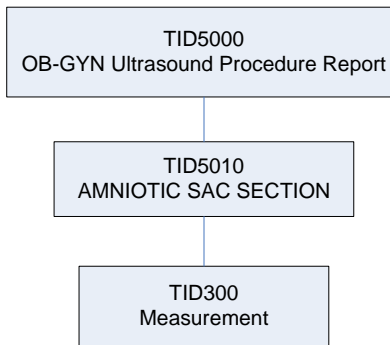 TID5000
OB-GYN Ultrasound Procedure Report
TID5010
AMNIOTIC SAC SECTION
TID300
Measurement